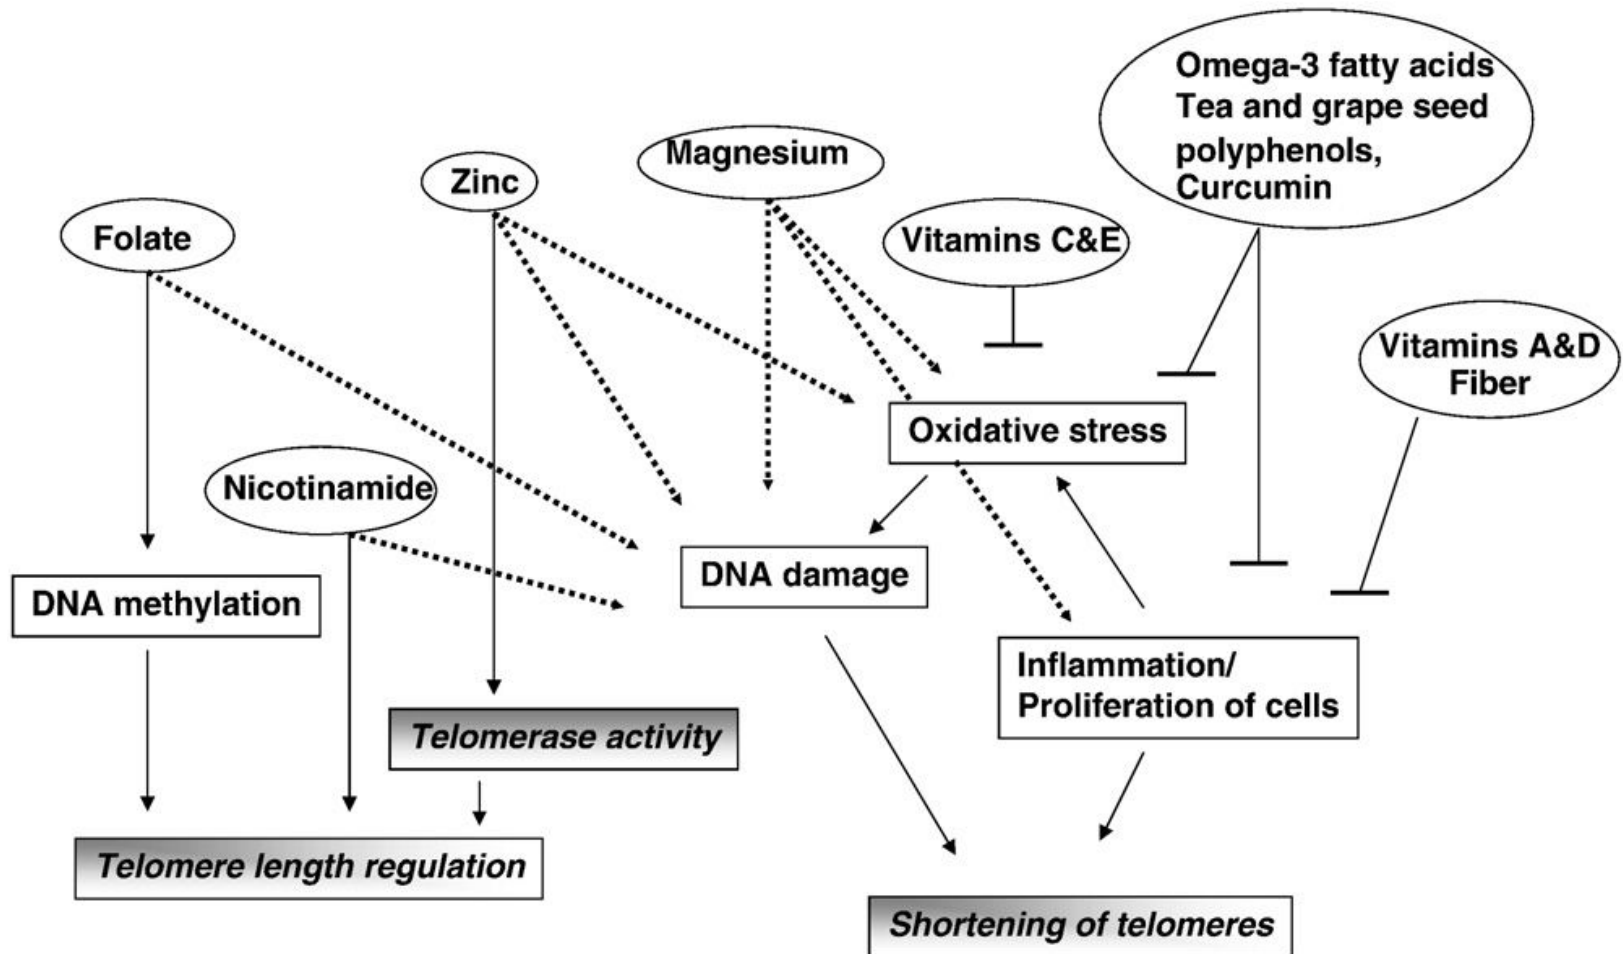 Omega-3 fatty acids
Tea and grape seed
polyphenols,
Curcumin
Magnesium
Zinc
Folate
Vitamins C&E
Vitamins A&D
Fiber
Oxidative stress
Nicotinamide
DNA damage
DNA methylation
Inflammation/
Proliferation of cells
Telomerase activity
Telomere length regulation
Shortening of telomeres